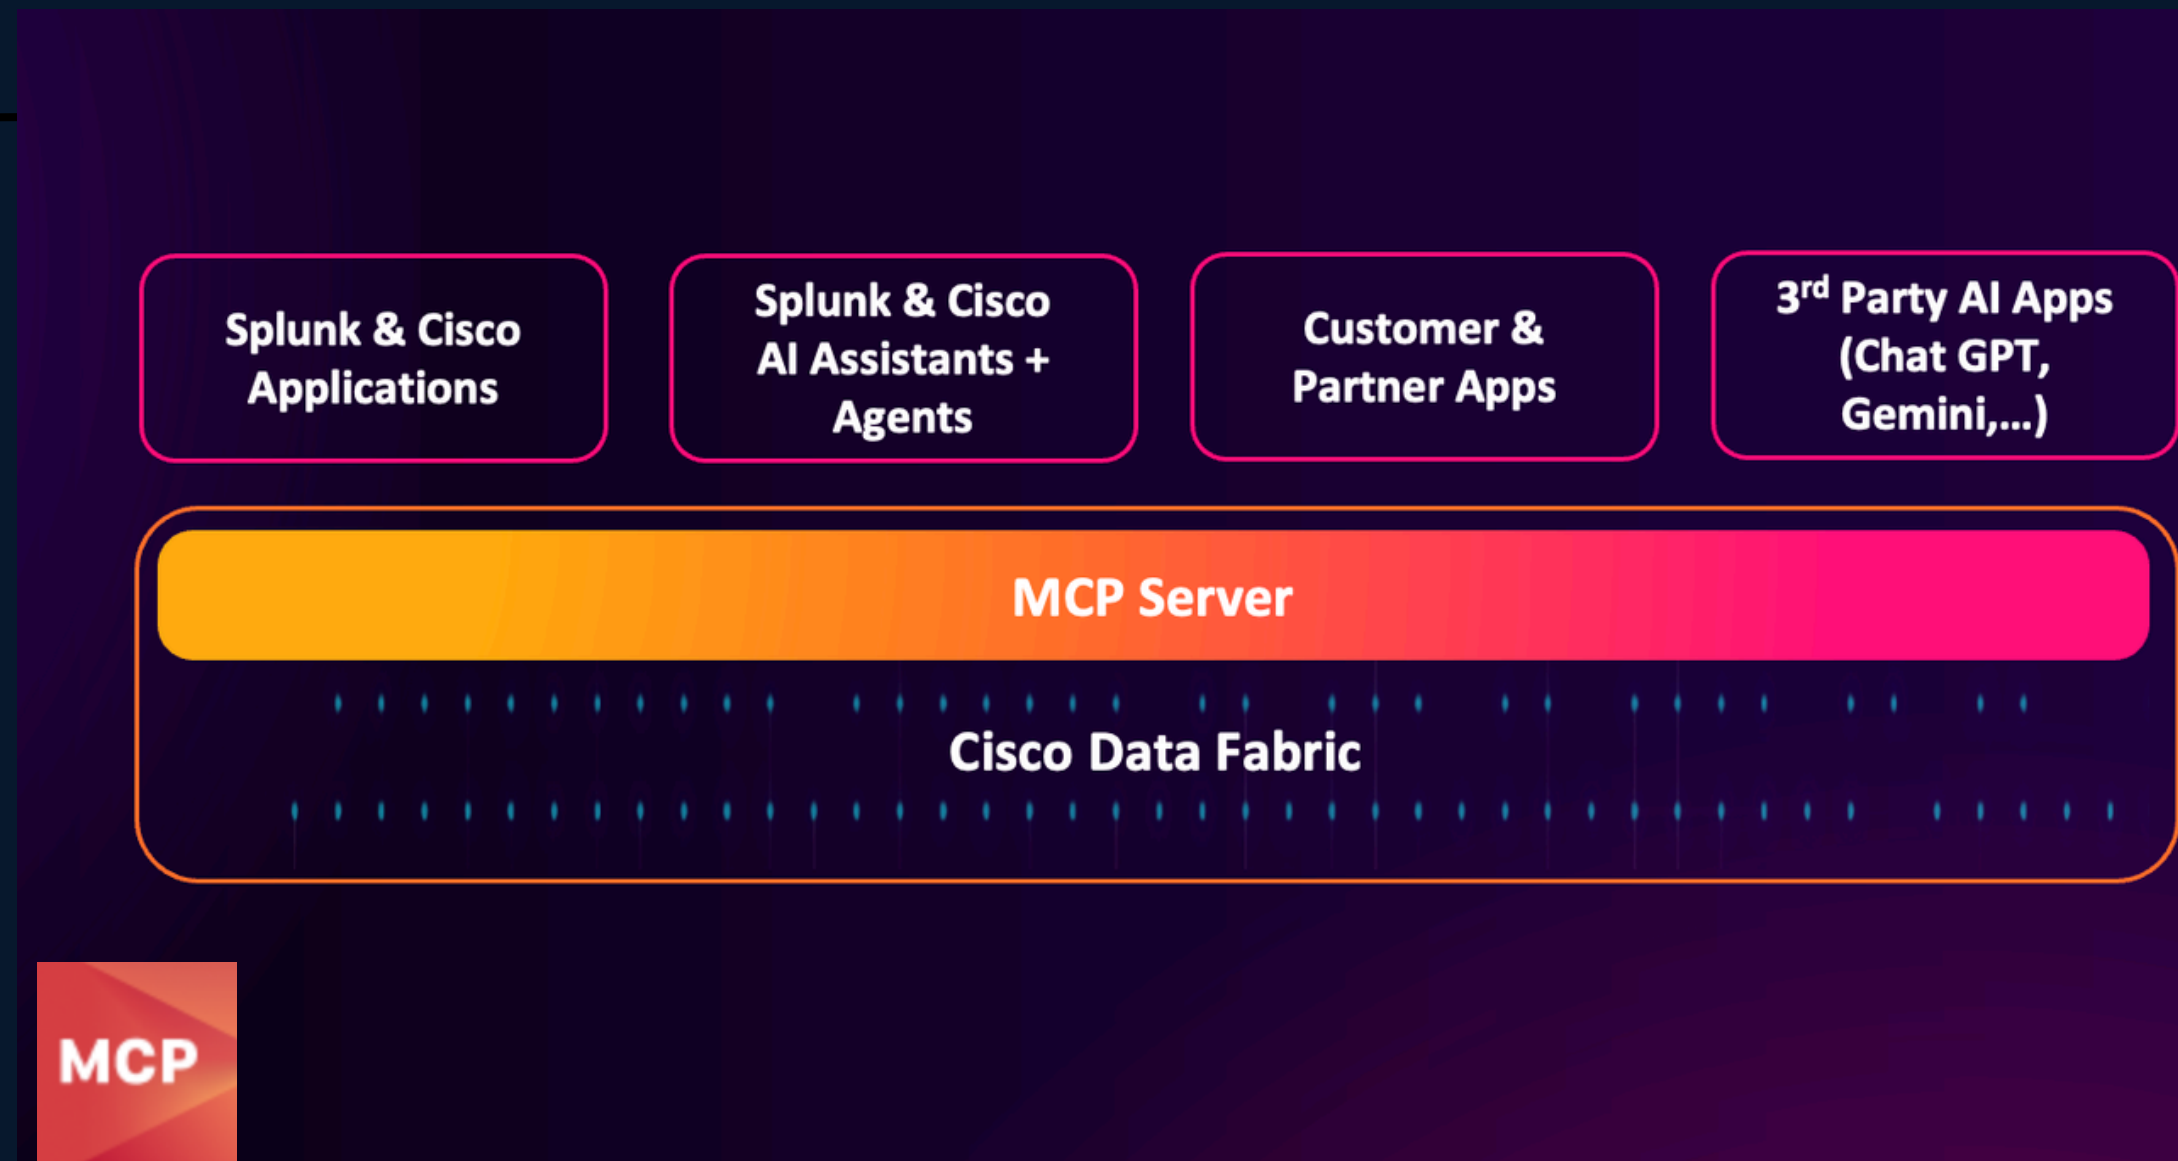 Splunk & Cisco
Applications
Splunk & Cisco
AI Assistants +
Agents
Customer &
Partner Apps
3rd Party AI Apps
(Chat GPT,
Gemini,...)
MCP Server
Cisco Data Fabric
MCP